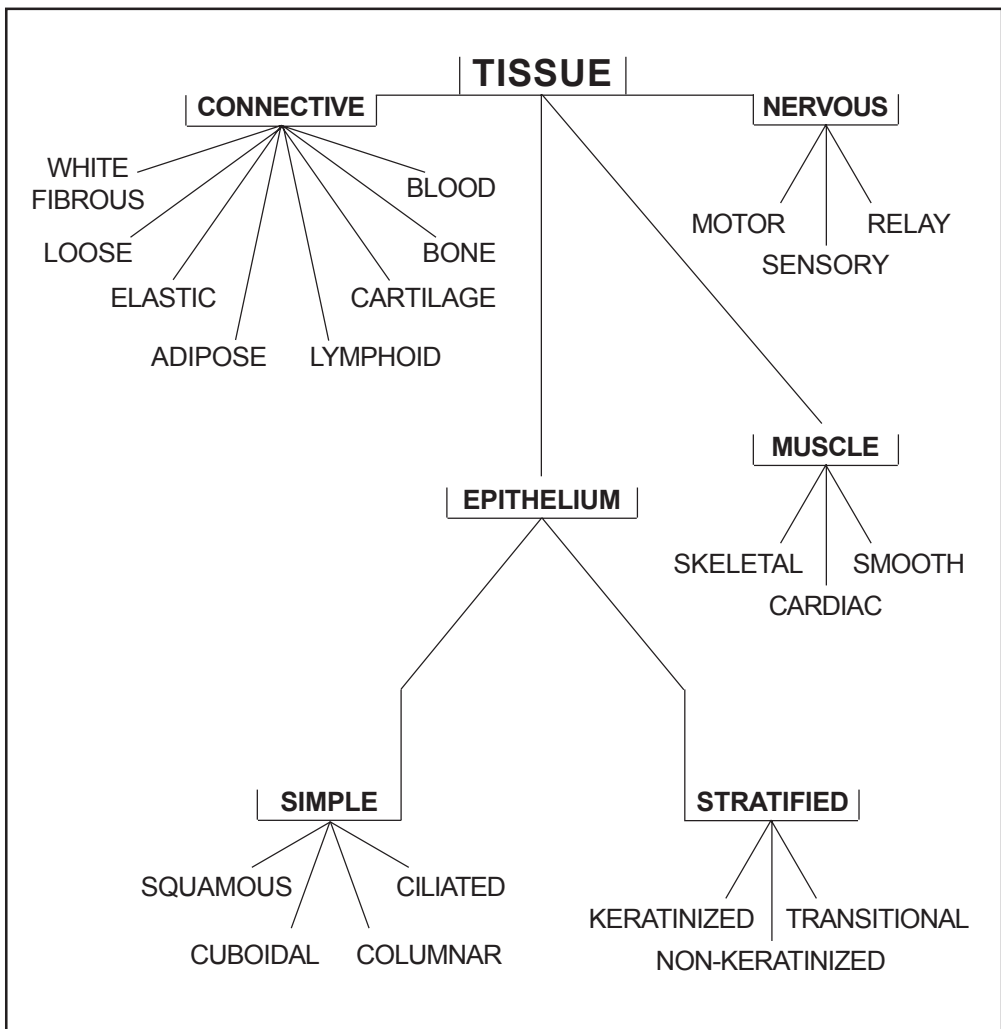 TISSUE
CONNECTIVE
NERVOUS
WHITE
FIBROUS
LOOSE
ELASTIC
ADIPOSE
LYMPHOID
CARTILAGE
BONE
BLOOD
MOTOR
SENSORY
RELAY
MUSCLE
SKELETAL
CARDIAC
SMOOTH
EPITHELIUM
SIMPLE
SQUAMOUS
CUBOIDAL
COLUMNAR
CILIATED
STRATIFIED
KERATINIZED
NON-KERATINIZED
TRANSITIONAL